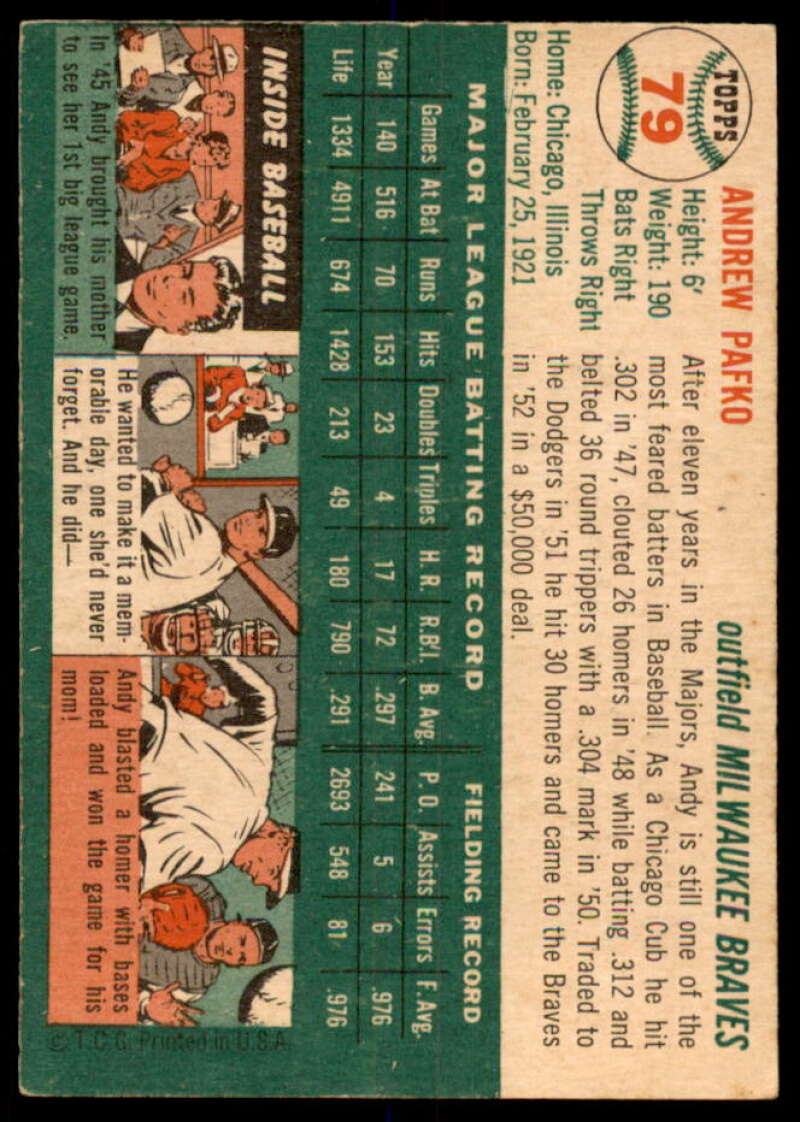 TOPPS
79
ANDREW PAFKO
outfield MILWAUKEE BRAVES
Height: 6'
Weight: 190
Bats Right
Throws Right
Home: Chicago, Illinois
Born: February 25, 1921
After eleven years in the Majors, Andy is still one of the
most feared batters in Baseball. As a Chicago Cub he hit
.302 in '47, clouted 26 homers in '48 while batting .312 and
belted 36 round trippers with a .304 mark in '50. Traded to
the Dodgers in '51 he hit 30 homers and came to the Braves
in '52 in a $50,000 deal.
MAJOR LEAGUE BATTING RECORD FIELDING RECORD
Games At Bat Runs Hits Doubles Triples H. R. R.B.I. B. Avg. P. O. Assists Errors F. Avg.
Year 140 516 70 153 23 4 17 72 .297 241 5 6 .976
Life 1334 4911 674 1428 213 49 180 790 .291 2693 548 81 .976
INSIDE BASEBALL
In '45 Andy brought his mother
to see her 1st big league game.
He wanted to make it a mem-
orable day, one she'd never
forget. And he did—
Andy blasted a homer with bases
loaded and won the game for his
mom!
© T. C. G. Printed in U.S.A.